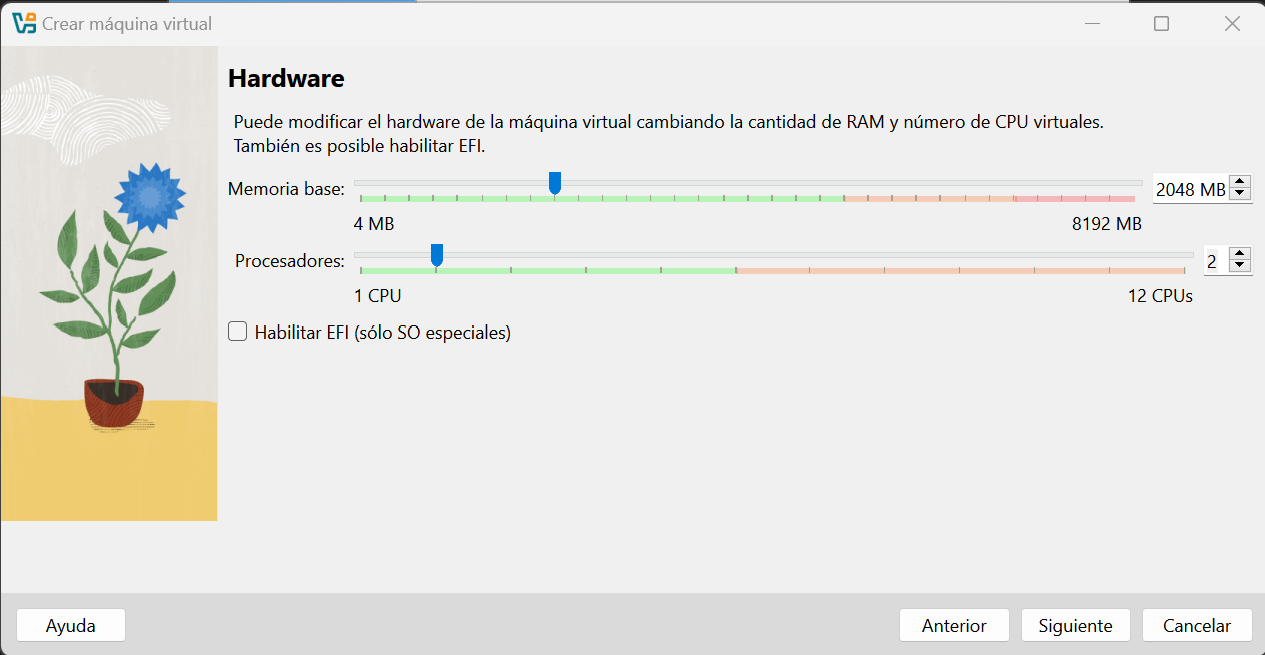 Crear máquina virtual
Hardware
Puede modificar el hardware de la máquina virtual cambiando la cantidad de RAM y número de CPU virtuales.
También es posible habilitar EFI.
Memoria base:
2048 MB
4 MB
8192 MB
Procesadores:
2
1 CPU
12 CPUs
Habilitar EFI (sólo SO especiales)
Ayuda
Anterior
Siguiente
Cancelar